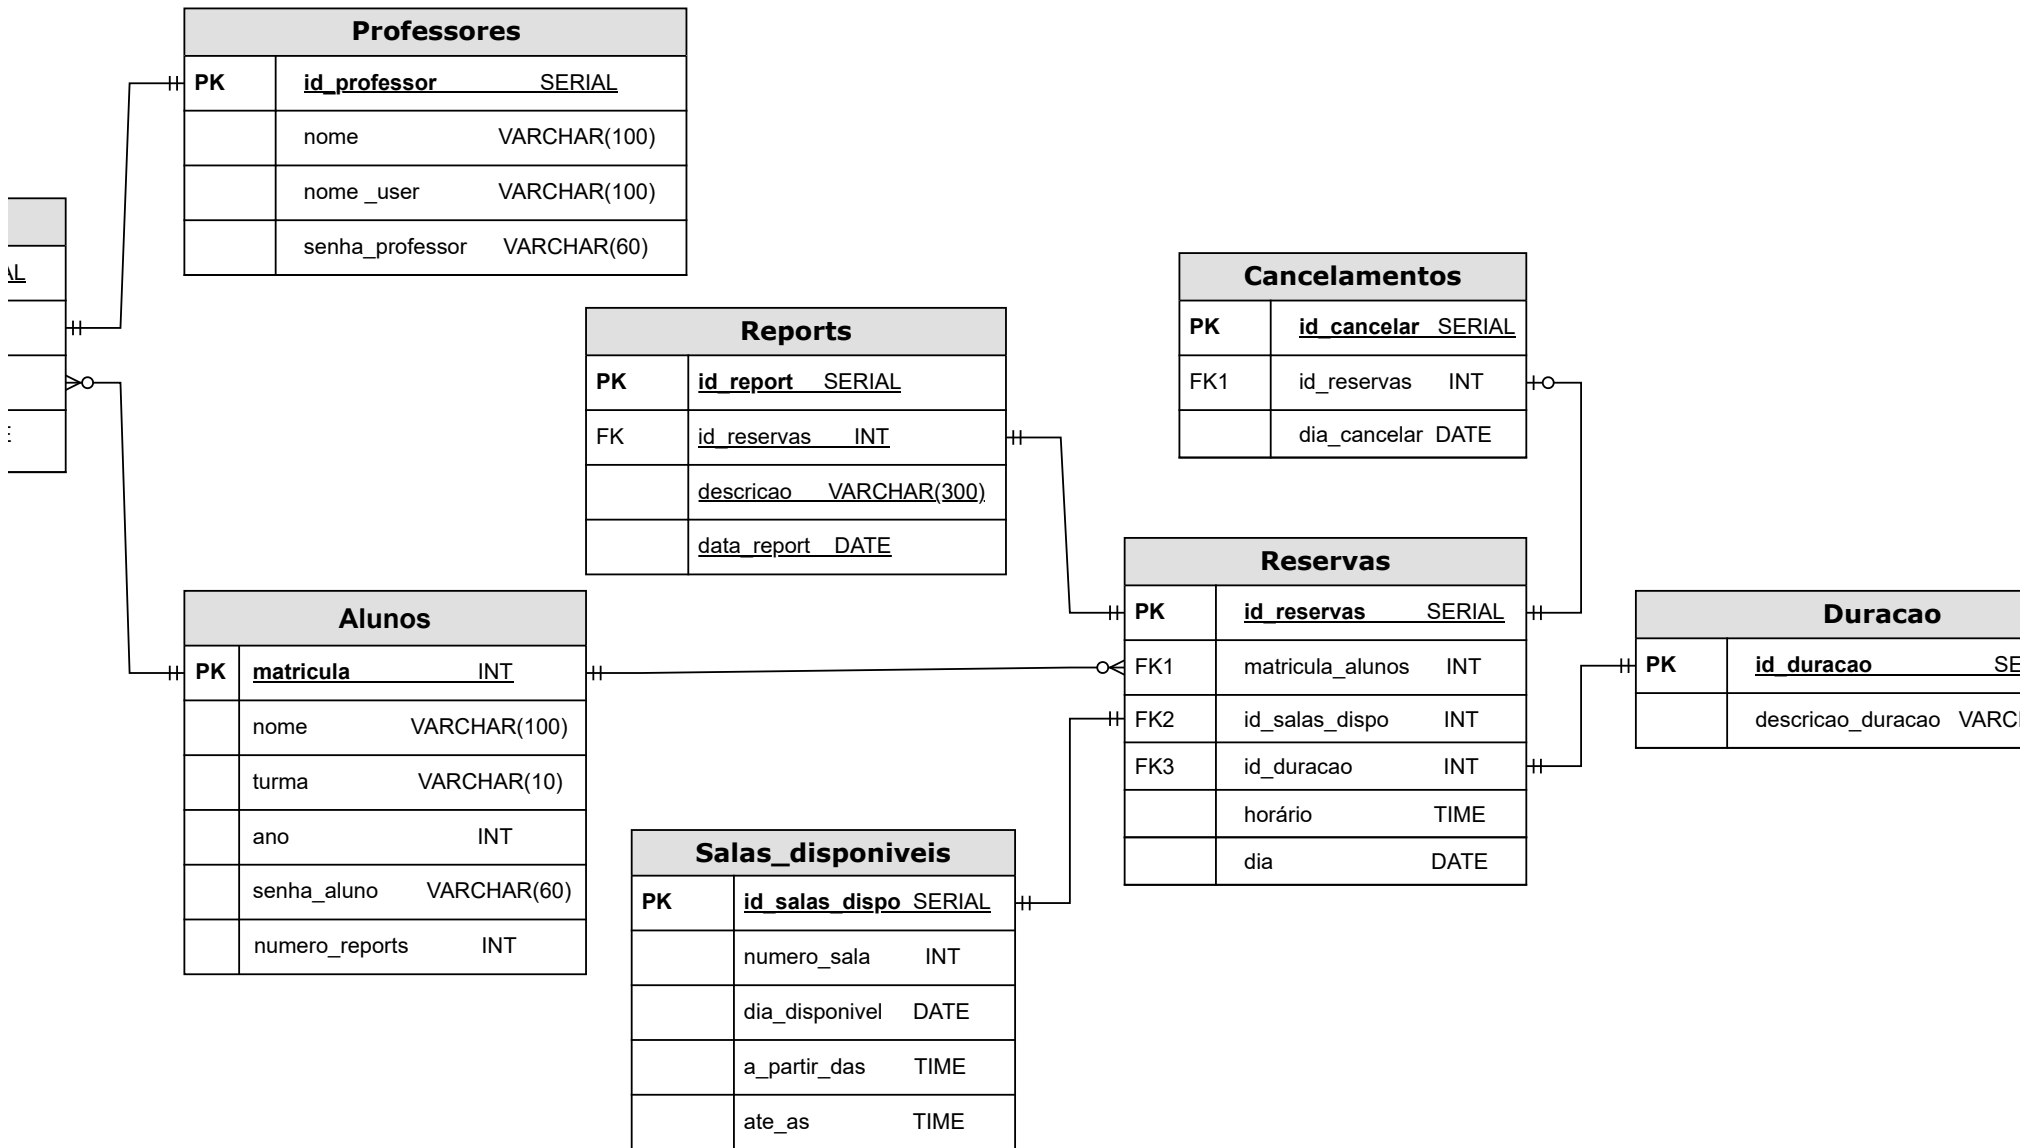 Professores
PK id_professor SERIAL
nome VARCHAR(100)
nome _user VARCHAR(100)
senha_professor VARCHAR(60)
Cancelamentos
PK id_cancelar SERIAL
FK1 id_reservas INT
dia_cancelar DATE
Reports
PK id_report SERIAL
FK id_reservas INT
descricao VARCHAR(300)
data_report DATE
Reservas
PK id_reservas SERIAL
FK1 matricula_alunos INT
FK2 id_salas_dispo INT
FK3 id_duracao INT
horário TIME
dia DATE
Duracao
PK id_duracao SE
descricao_duracao VARC
Alunos
PK matricula INT
nome VARCHAR(100)
turma VARCHAR(10)
ano INT
senha_aluno VARCHAR(60)
numero_reports INT
Salas_disponiveis
PK id_salas_dispo SERIAL
numero_sala INT
dia_disponivel DATE
a_partir_das TIME
ate_as TIME